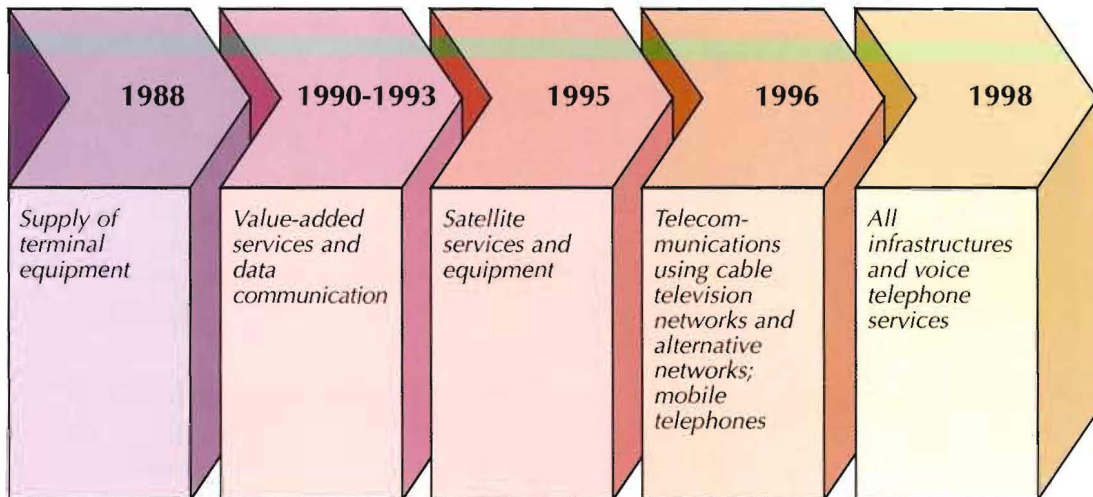 1988
Supply of
terminal
equipment
1990-1993
Value-added
services and
data
communication
1995
Satellite
services and
equipment
1996
Telecom-
munications
using cable
television
networks and
alternative
networks;
mobile
telephones
1998
All
infrastructures
and voice
telephone
services